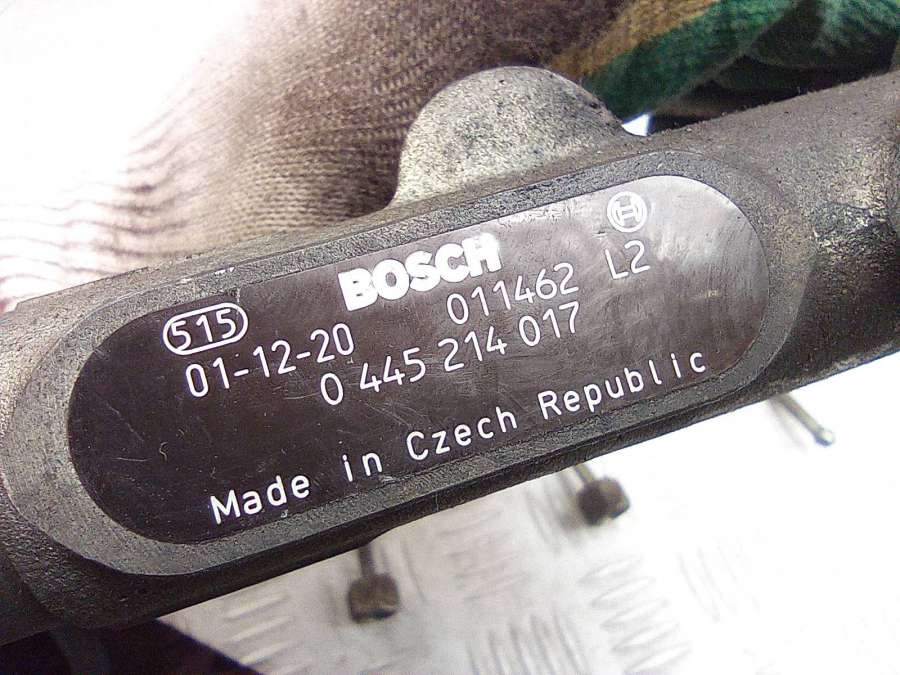 BOSCH
515
01-12-20 011462 L2
0 445 214 017
Made in Czech Republic